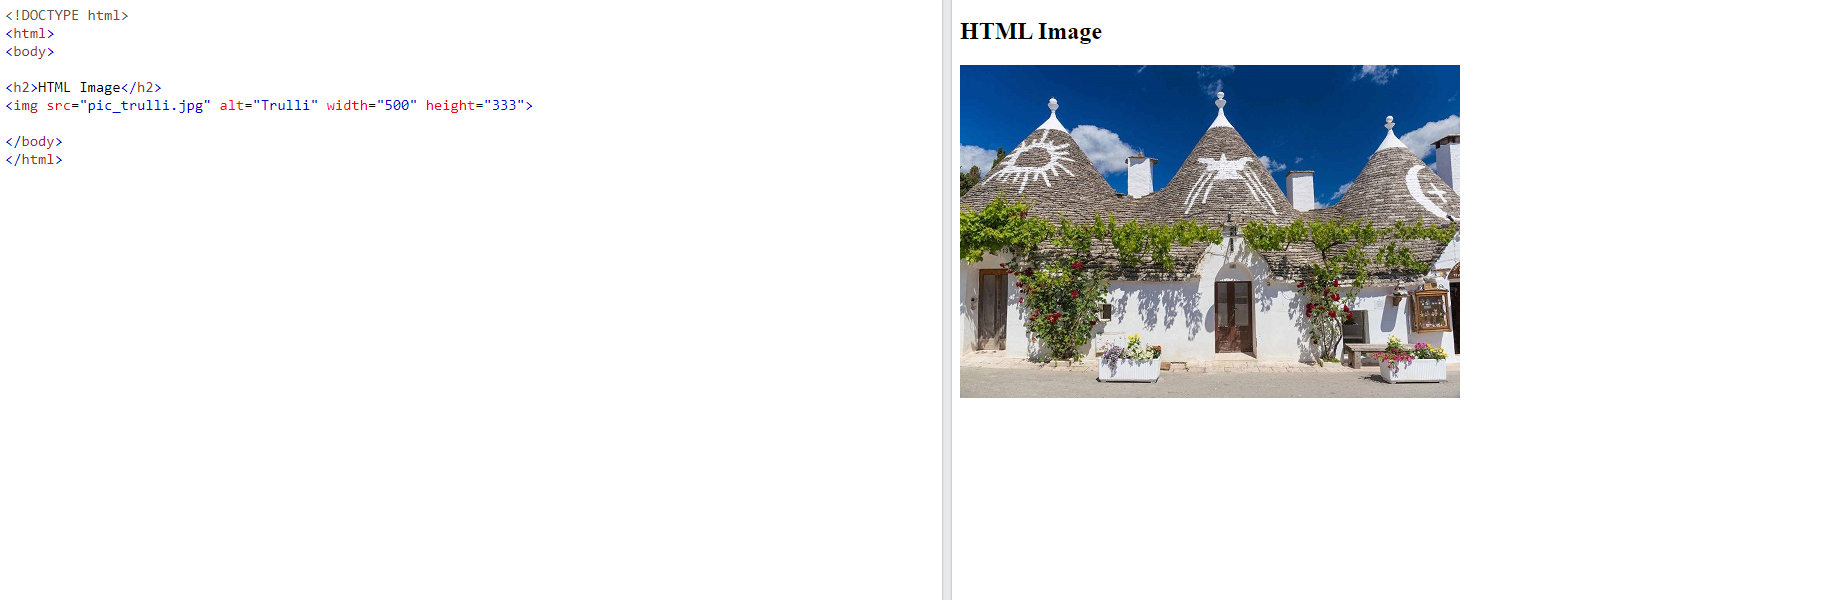 <!DOCTYPE html>
<html>
<body>
<h2>HTML Image</h2>
<img src="pic_trulli.jpg" alt="Trulli" width="500" height="333">
</body>
</html>
HTML Image